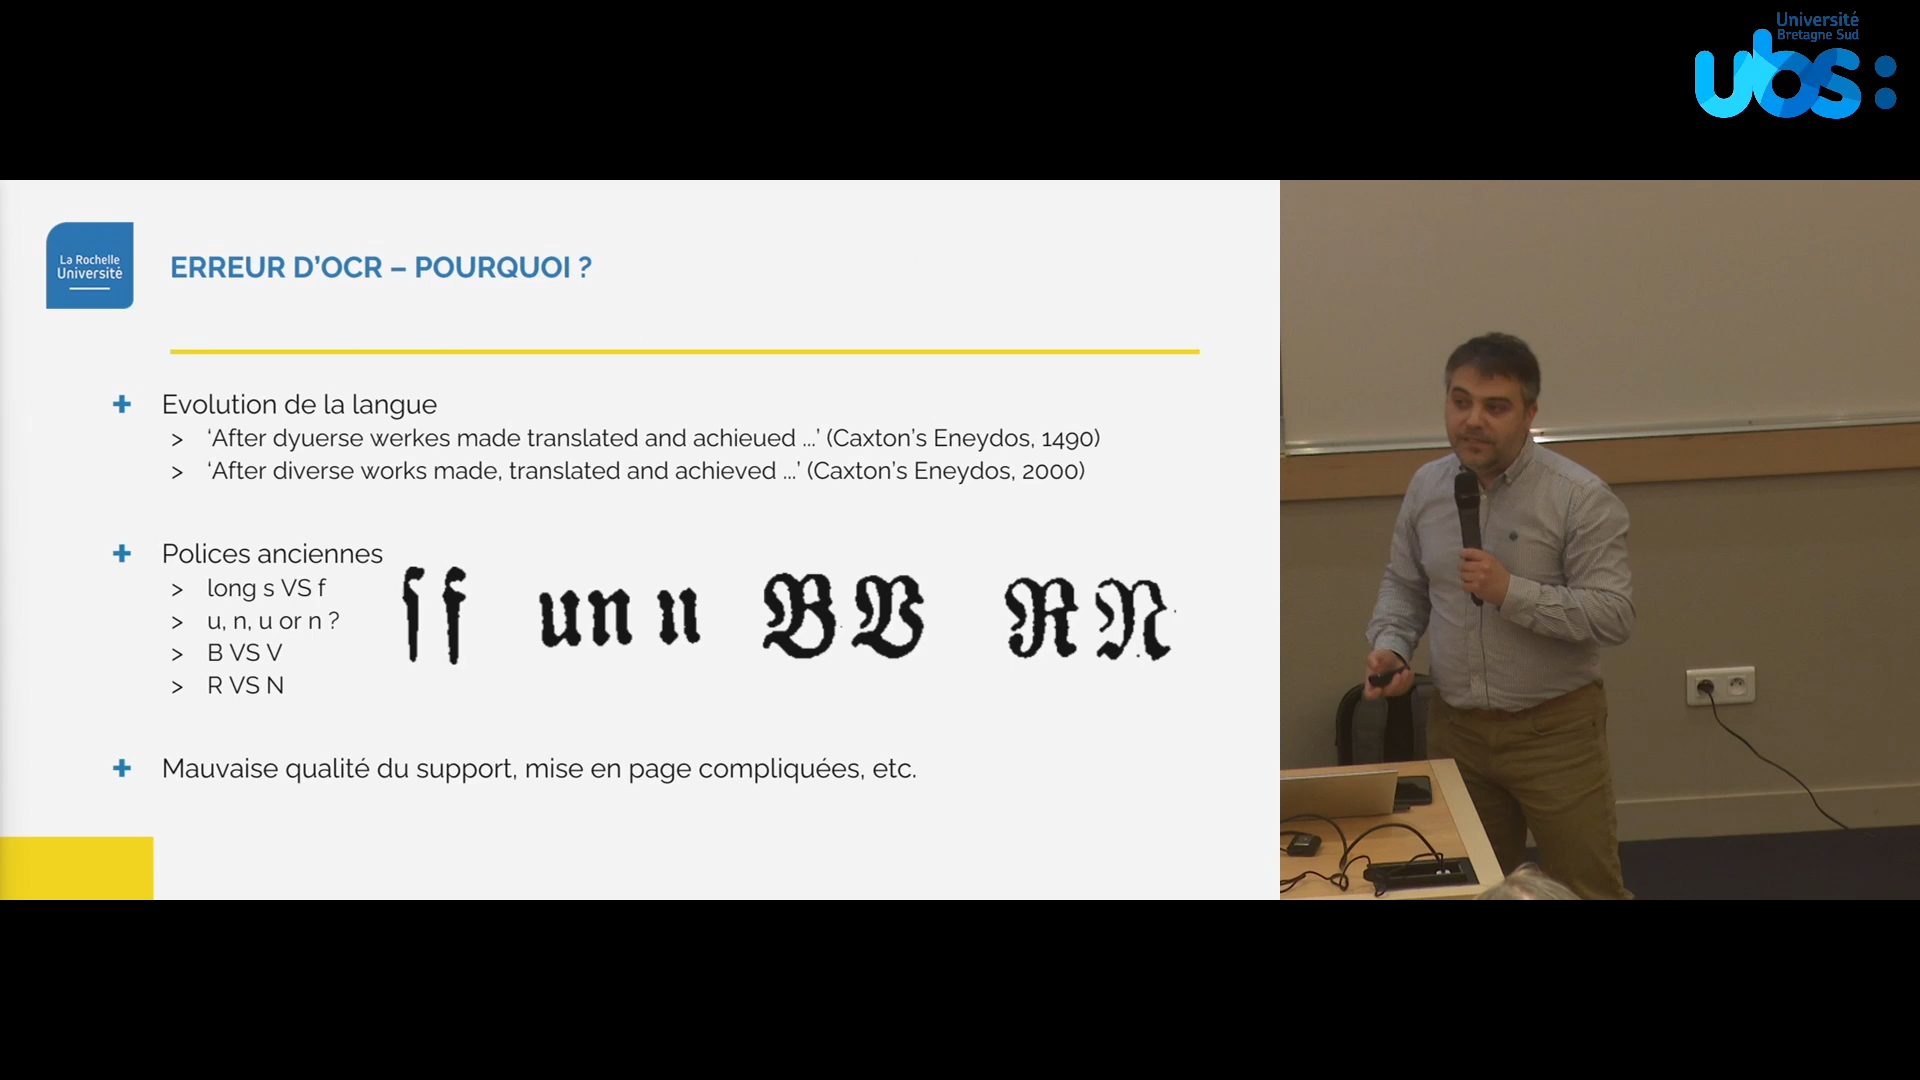 Université
Bretagne Sud
ubs:
La Rochelle
Université
ERREUR D'OCR – POURQUOI ?
Evolution de la langue
> ‘After dyuerse werkes made translated and achieued ...’ (Caxton's Eneydos, 1490)
> ‘After diverse works made, translated and achieved ...’ (Caxton's Eneydos, 2000)
Polices anciennes
> long s VS f
> u, n, u or n ?
> B VS V
> R VS N
ſ f un u B V R N
Mauvaise qualité du support, mise en page compliquées, etc.